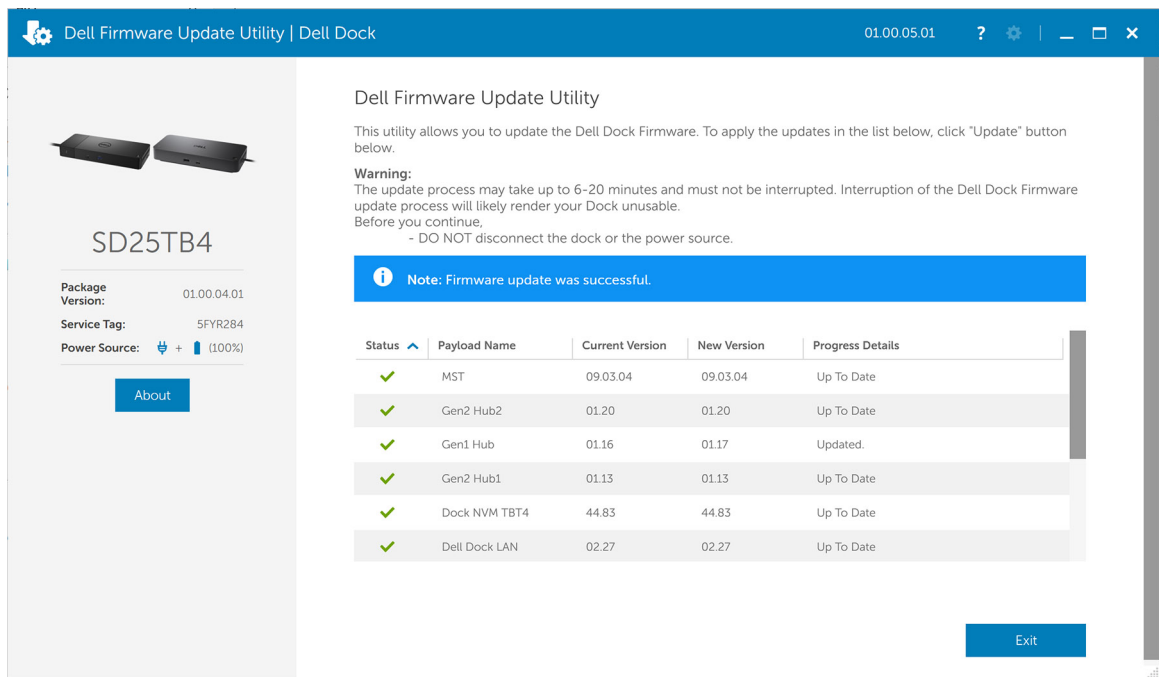 Dell Firmware Update Utility | Dell Dock
01.00.05.01
?
Dell Firmware Update Utility
This utility allows you to update the Dell Dock Firmware. To apply the updates in the list below, click "Update" button
below.
Warning:
The update process may take up to 6-20 minutes and must not be interrupted. Interruption of the Dell Dock Firmware
update process will likely render your Dock unusable.
Before you continue,
- DO NOT disconnect the dock or the power source.
SD25TB4
Package
Version: 01.00.04.01
Service Tag: 5FYR284
Power Source: + (100%)
About
Note: Firmware update was successful.
Status Payload Name Current Version New Version Progress Details
MST 09.03.04 09.03.04 Up To Date
Gen2 Hub2 01.20 01.20 Up To Date
Gen1 Hub 01.16 01.17 Updated.
Gen2 Hub1 01.13 01.13 Up To Date
Dock NVM TBT4 44.83 44.83 Up To Date
Dell Dock LAN 02.27 02.27 Up To Date
Exit